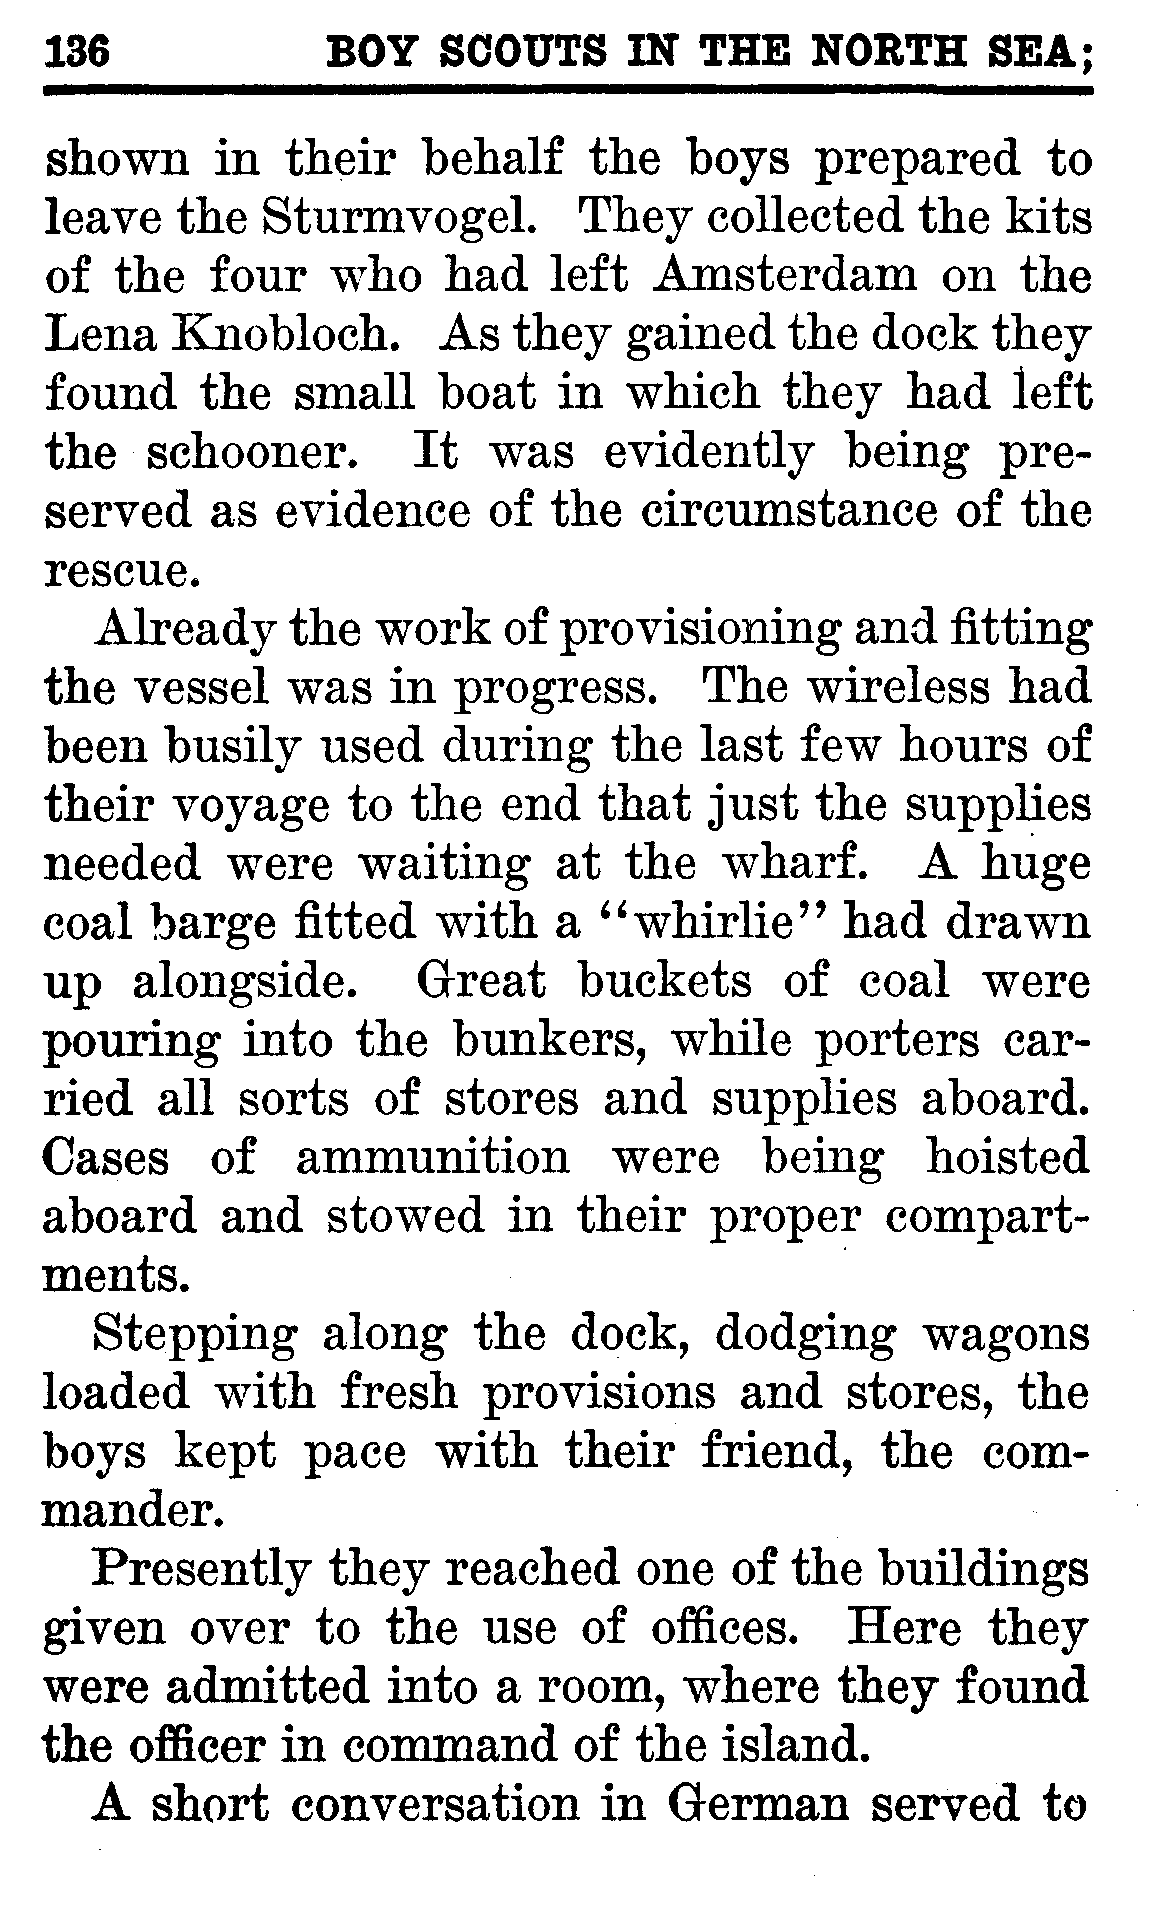 136 BOY SCOUTS IN THE NORTH SEA;
shown in their behalf the boys prepared to
leave the Sturmvogel. They collected the kits
of the four who had left Amsterdam on the
Lena Knobloch. As they gained the dock they
found the small boat in which they had left
the schooner. It was evidently being pre-
served as evidence of the circumstance of the
rescue.
Already the work of provisioning and fitting
the vessel was in progress. The wireless had
been busily used during the last few hours of
their voyage to the end that just the supplies
needed were waiting at the wharf. A huge
coal barge fitted with a "whirlie" had drawn
up alongside. Great buckets of coal were
pouring into the bunkers, while porters car-
ried all sorts of stores and supplies aboard.
Cases of ammunition were being hoisted
aboard and stowed in their proper compart-
ments.
Stepping along the dock, dodging wagons
loaded with fresh provisions and stores, the
boys kept pace with their friend, the com-
mander.
Presently they reached one of the buildings
given over to the use of offices. Here they
were admitted into a room, where they found
the officer in command of the island.
A short conversation in German served to